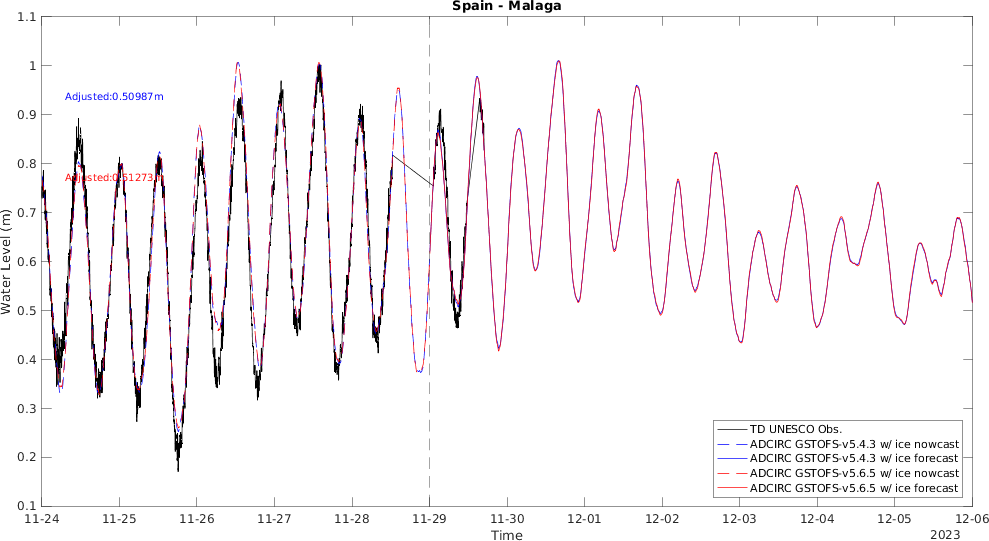 Spain - Malaga
1.1
1
0.9
0.8
0.7
0.6
0.5
0.4
0.3
0.2
0.1
Water Level (m)
Adjusted:0.50987m
Adjusted:0.51273m
TD UNESCO Obs.
ADCIRC GSTOFS-v5.4.3 w/ ice nowcast
ADCIRC GSTOFS-v5.4.3 w/ ice forecast
ADCIRC GSTOFS-v5.6.5 w/ ice nowcast
ADCIRC GSTOFS-v5.6.5 w/ ice forecast
11-24 11-25 11-26 11-27 11-28 11-29 11-30 12-01 12-02 12-03 12-04 12-05 12-06
Time
2023